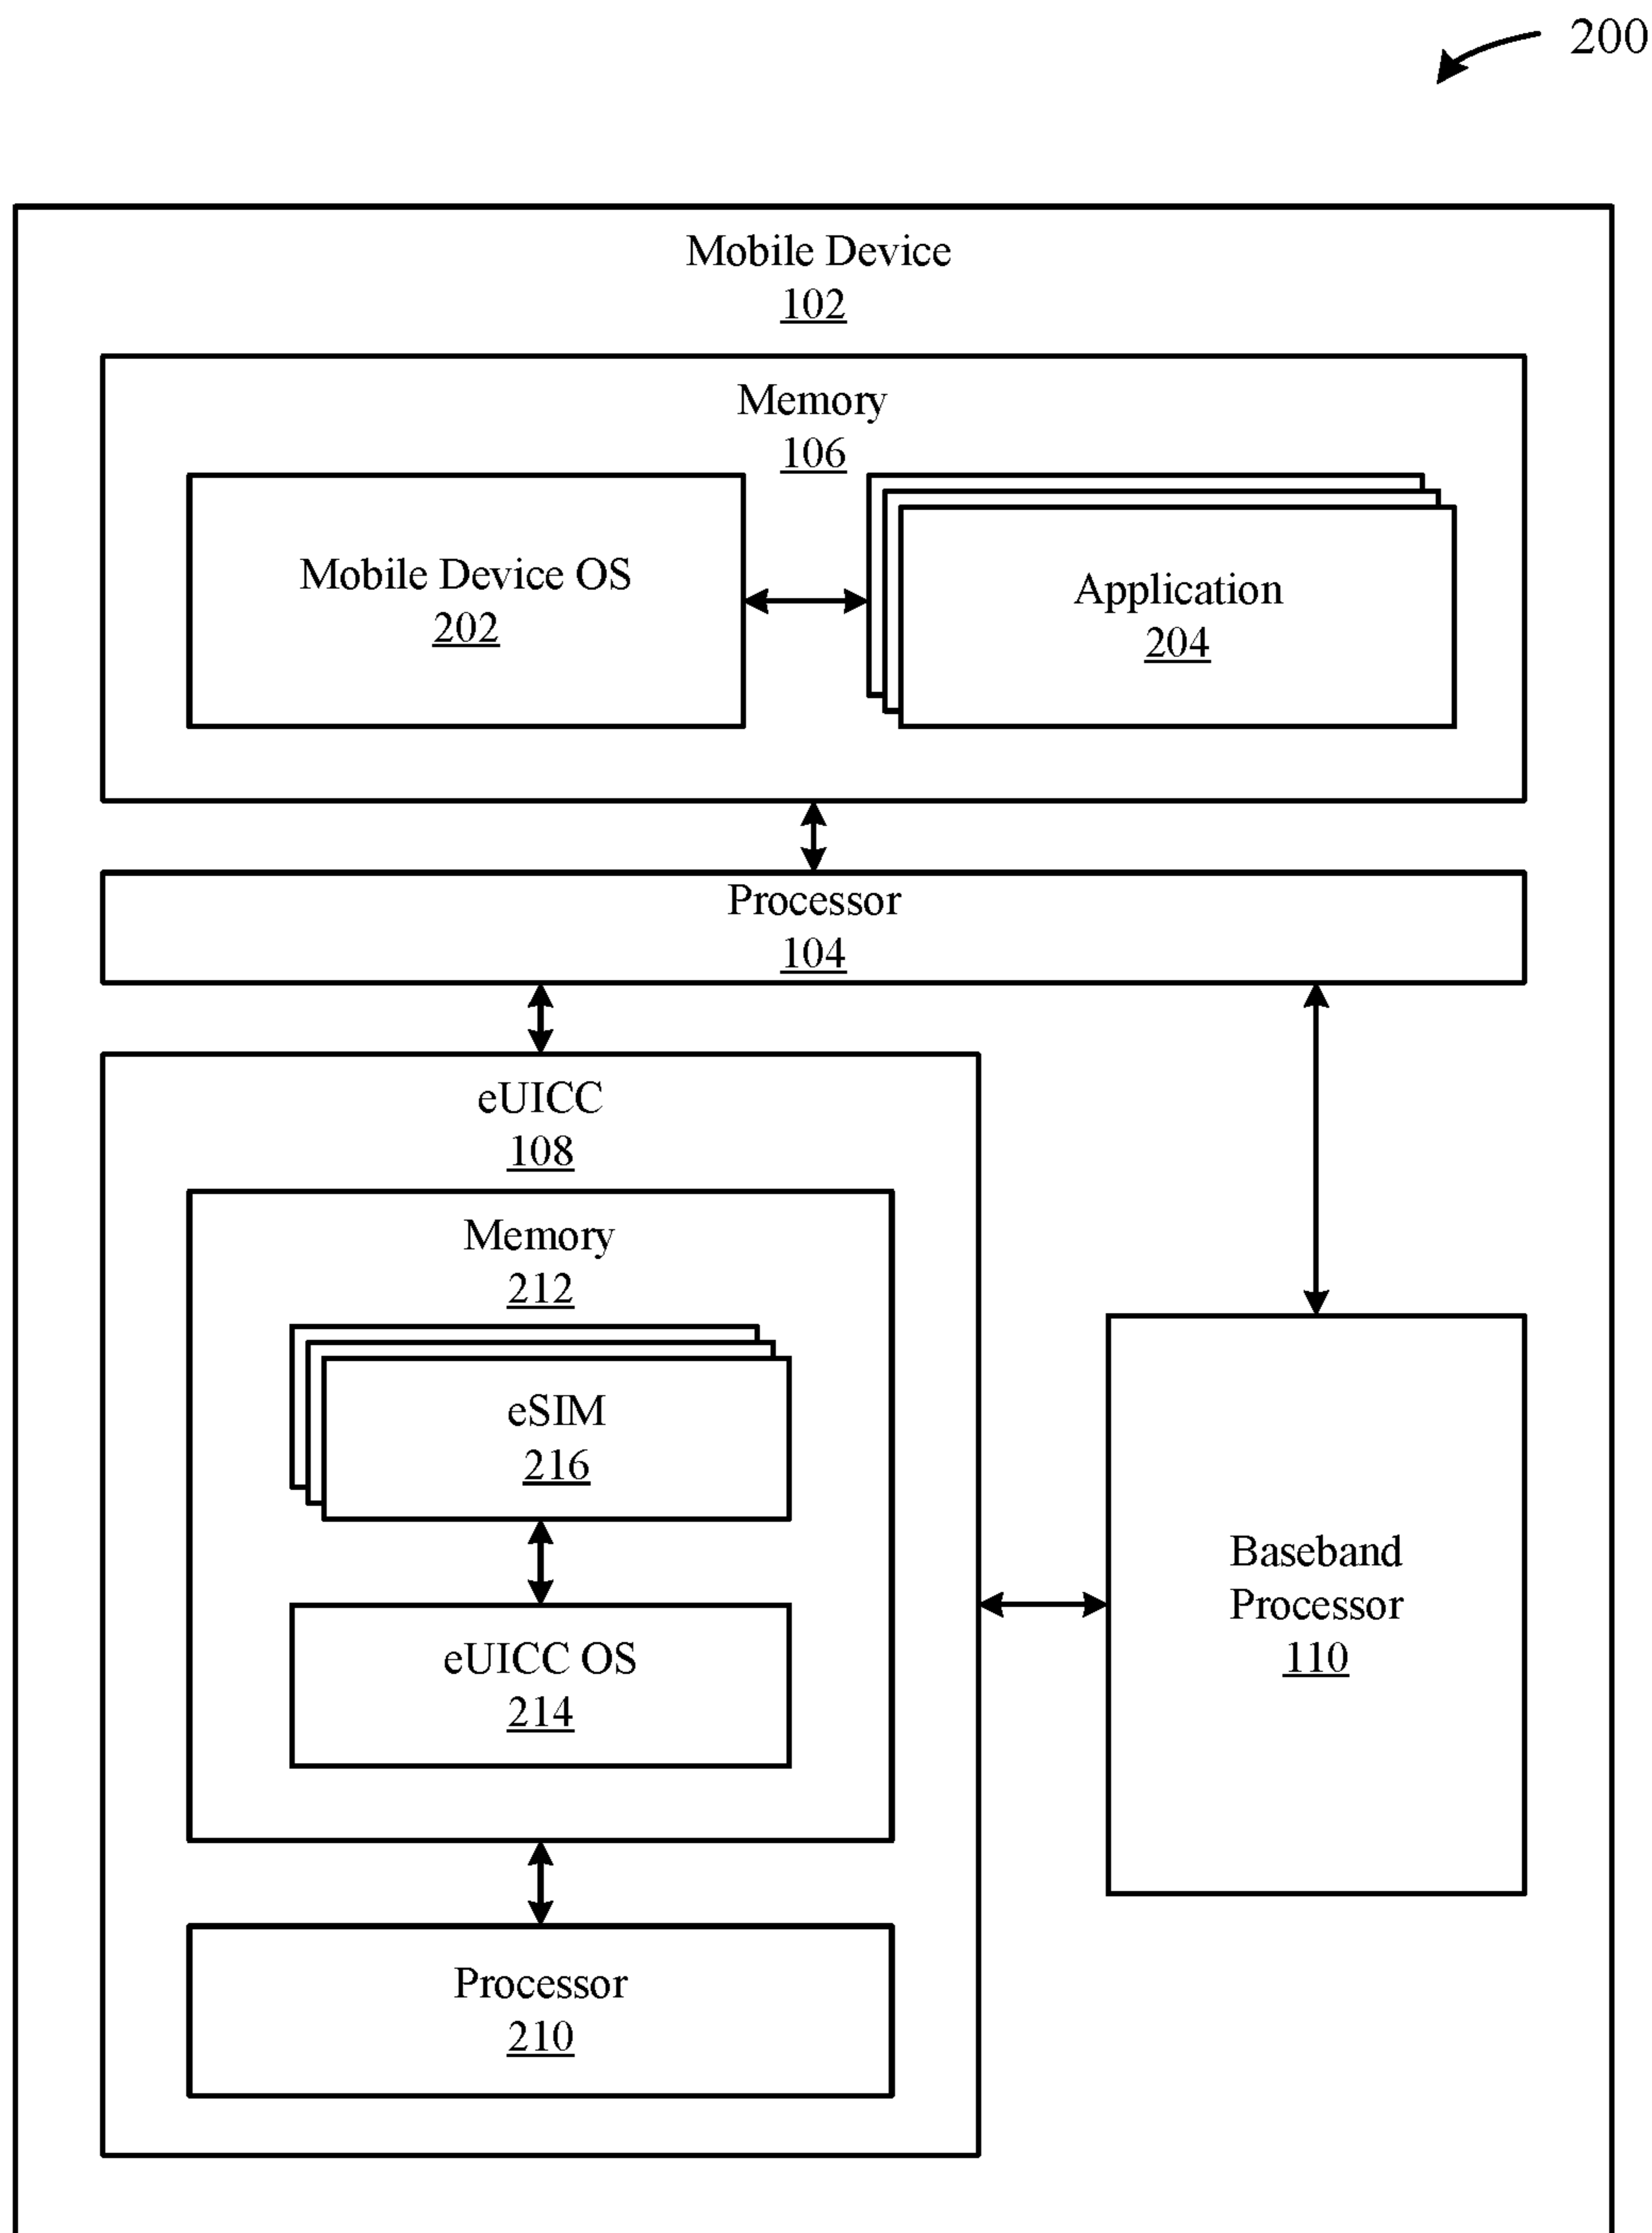 200
Mobile Device
102
Memory
106
Mobile Device OS
202
Application
204
Processor
104
eUICC
108
Memory
212
eSIM
216
eUICC OS
214
Baseband
Processor
110
Processor
210